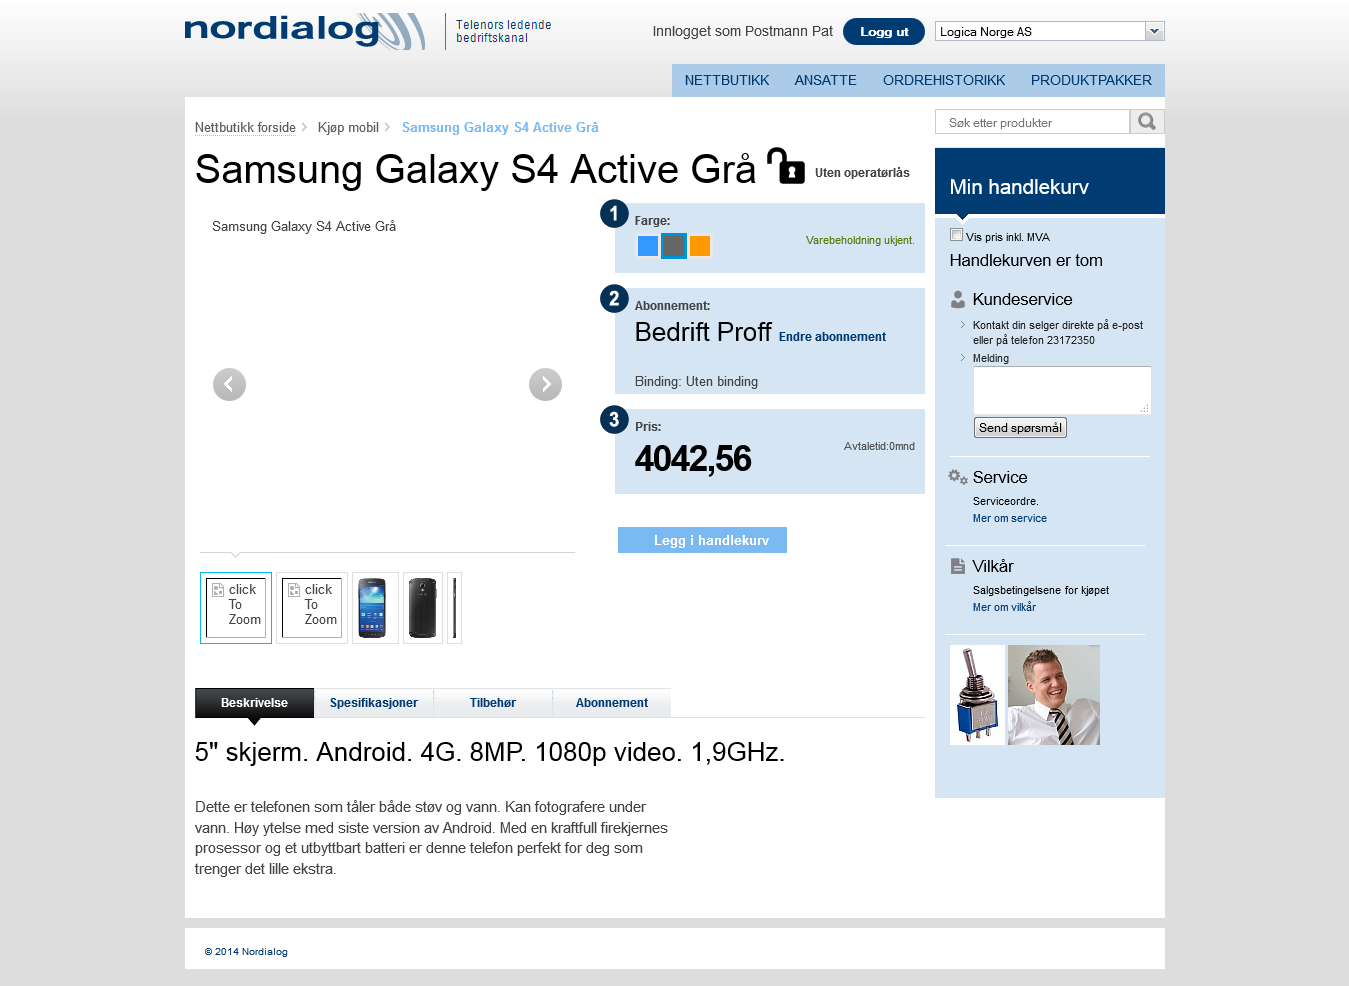 nordialog
Telenors ledende
bedriftskanal
Innlogget som Postmann Pat
Logg ut
Logica Norge AS
NETTBUTIKK
ANSATTE
ORDREHISTORIKK
PRODUKTPAKKER
Nettbutikk forside
Kjøp mobil
Samsung Galaxy S4 Active Grå
Søk etter produkter
Samsung Galaxy S4 Active Grå
Uten operatørlås
Samsung Galaxy S4 Active Grå
1
Farge:
Varebeholdning ukjent.
2
Abonnement:
Bedrift Proff Endre abonnement
Binding: Uten binding
3
Pris:
4042,56
Avtaletid:0mnd
Legg i handlekurv
click
To
Zoom
click
To
Zoom
Min handlekurv
Vis pris inkl. MVA
Handlekurven er tom
Kundeservice
Kontakt din selger direkte på e-post
eller på telefon 23172350
Melding
Send spørsmål
Service
Serviceordre.
Mer om service
Vilkår
Salgsbetingelsene for kjøpet
Mer om vilkår
Beskrivelse
Spesifikasjoner
Tilbehør
Abonnement
5" skjerm. Android. 4G. 8MP. 1080p video. 1,9GHz.
Dette er telefonen som tåler både støv og vann. Kan fotografere under
vann. Høy ytelse med siste version av Android. Med en kraftfull firekjernes
prosessor og et utbyttbart batteri er denne telefon perfekt for deg som
trenger det lille ekstra.
© 2014 Nordialog